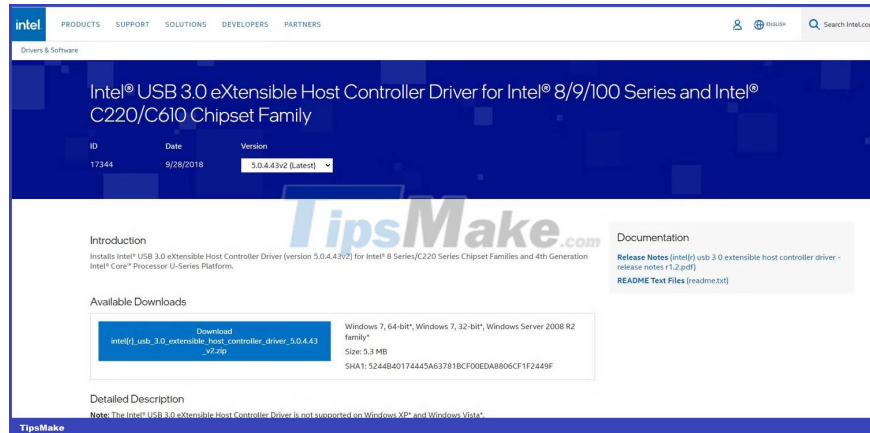 intel.
PRODUCTS SUPPORT SOLUTIONS DEVELOPERS PARTNERS
ENGLISH
Search Intel.com
Drivers & Software
Intel® USB 3.0 eXtensible Host Controller Driver for Intel® 8/9/100 Series and Intel®
C220/C610 Chipset Family
ID Date Version
17344 9/28/2018 5.0.4.43v2 (Latest)
TipsMake.com
Introduction
Installs Intel® USB 3.0 eXtensible Host Controller Driver (version 5.0.4.43v2) for Intel® 8 Series/C220 Series Chipset Families and 4th Generation
Intel® Core™ Processor U-Series Platform.
Documentation
Release Notes (intel(r) usb 3 0 extensible host controller driver -
release notes r1.2.pdf)
README Text Files (readme.txt)
Available Downloads
Download
intel(r)_usb_3.0_extensible_host_controller_driver_5.0.4.43
_v2.zip
Windows 7, 64-bit*, Windows 7, 32-bit*, Windows Server 2008 R2
family*
Size: 5.3 MB
SHA1: 5244B40174445A63781BCF00EDA8806CF1F2449F
Detailed Description
Note: The Intel® USB 3.0 eXtensible Host Controller Driver is not supported on Windows XP* and Windows Vista*.
TipsMake